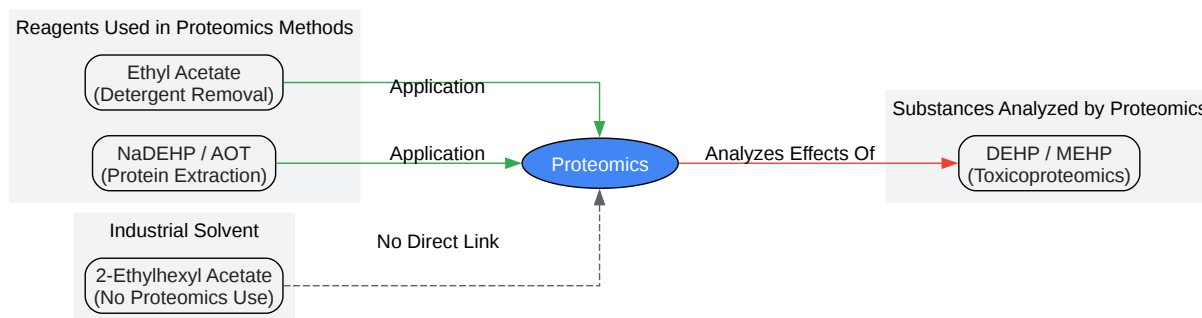 Reagents Used in Proteomics Methods
Ethyl Acetate
(Detergent Removal)
Application
NaDEHP / AOT
(Protein Extraction)
Application
Proteomics
Analyzes Effects Of
Substances Analyzed by Proteomics
DEHP / MEHP
(Toxicoproteomics)
Industrial Solvent
2-Ethylhexyl Acetate
(No Proteomics Use)
No Direct Link